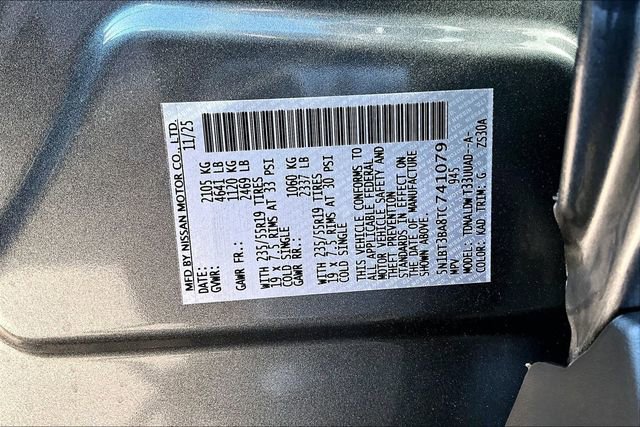 MFD BY NISSAN MOTOR CO., LTD.
DATE: 11/25
GVWR: 2105 KG
4641 LB
GAWR FR.: 1120 KG
2469 LB
WITH 235/55R19 TIRES
19 x 7.5 RIMS AT 33 PSI
COLD SINGLE
GAWR RR.: 1060 KG
2337 LB
WITH 235/55R19 TIRES
19 x 7.5 RIMS AT 30 PSI
COLD SINGLE
THIS VEHICLE CONFORMS TO
ALL APPLICABLE FEDERAL
MOTOR VEHICLE SAFETY AND
THEFT PREVENTION
STANDARDS IN EFFECT ON
THE DATE OF MANUFACTURE
SHOWN ABOVE.
5N1BT3BA6TC741079
MPV 945
COLOR: KAD TRIM: G ZS30A